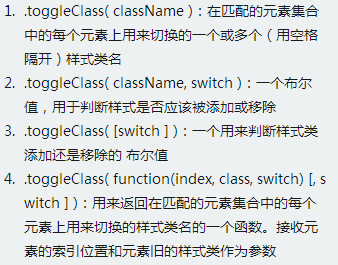 1. .toggleClass( className )：在匹配的元素集合
中的每个元素上用来切换的一个或多个（用空格
隔开）样式类名
2. .toggleClass( className, switch )：一个布尔
值，用于判断样式是否应该被添加或移除
3. .toggleClass( [switch ] )：一个用来判断样式类
添加还是移除的 布尔值
4. .toggleClass( function(index, class, switch) [, s
witch ] )：用来返回在匹配的元素集合中的每个
元素上用来切换的样式类名的一个函数。接收元
素的索引位置和元素旧的样式类作为参数